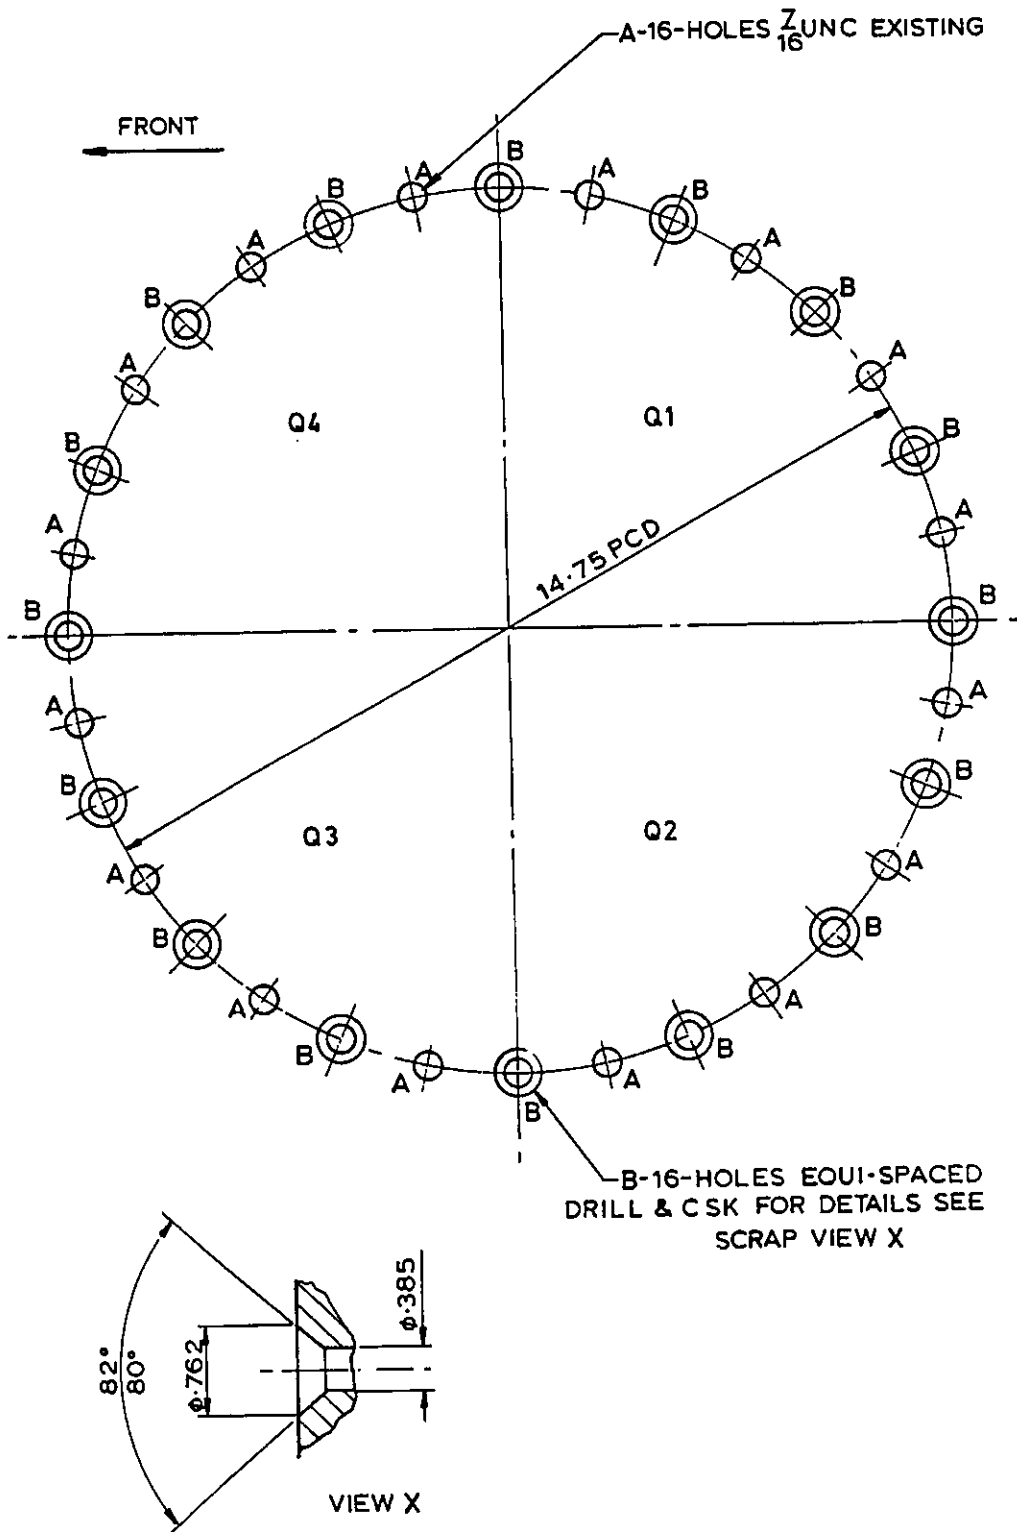 A-16-HOLES 7/16 UNC EXISTING
FRONT
B
A
A
B
B
A
A
B
B
A
A
Q4
Q1
B
B
A
A
14·75 PCD
B
B
A
A
B
B
Q3
Q2
A
A
B
B
A
A
B
B
A
A
B
B-16-HOLES EQUI-SPACED
DRILL & CSK FOR DETAILS SEE
SCRAP VIEW X
82°
80°
φ·762
φ·385
VIEW X